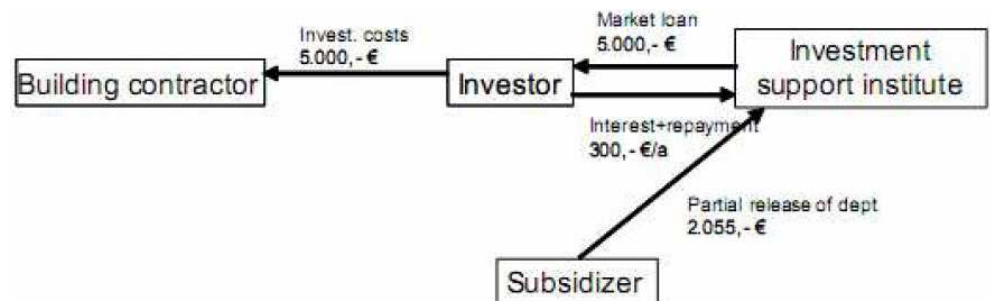 Market loan
5.000,- €
Invest. costs
5.000,- €
Investment
support institute
Building contractor
Investor
Interest+repayment
300,- €/a
Partial release of dept
2.055,- €
Subsidizer